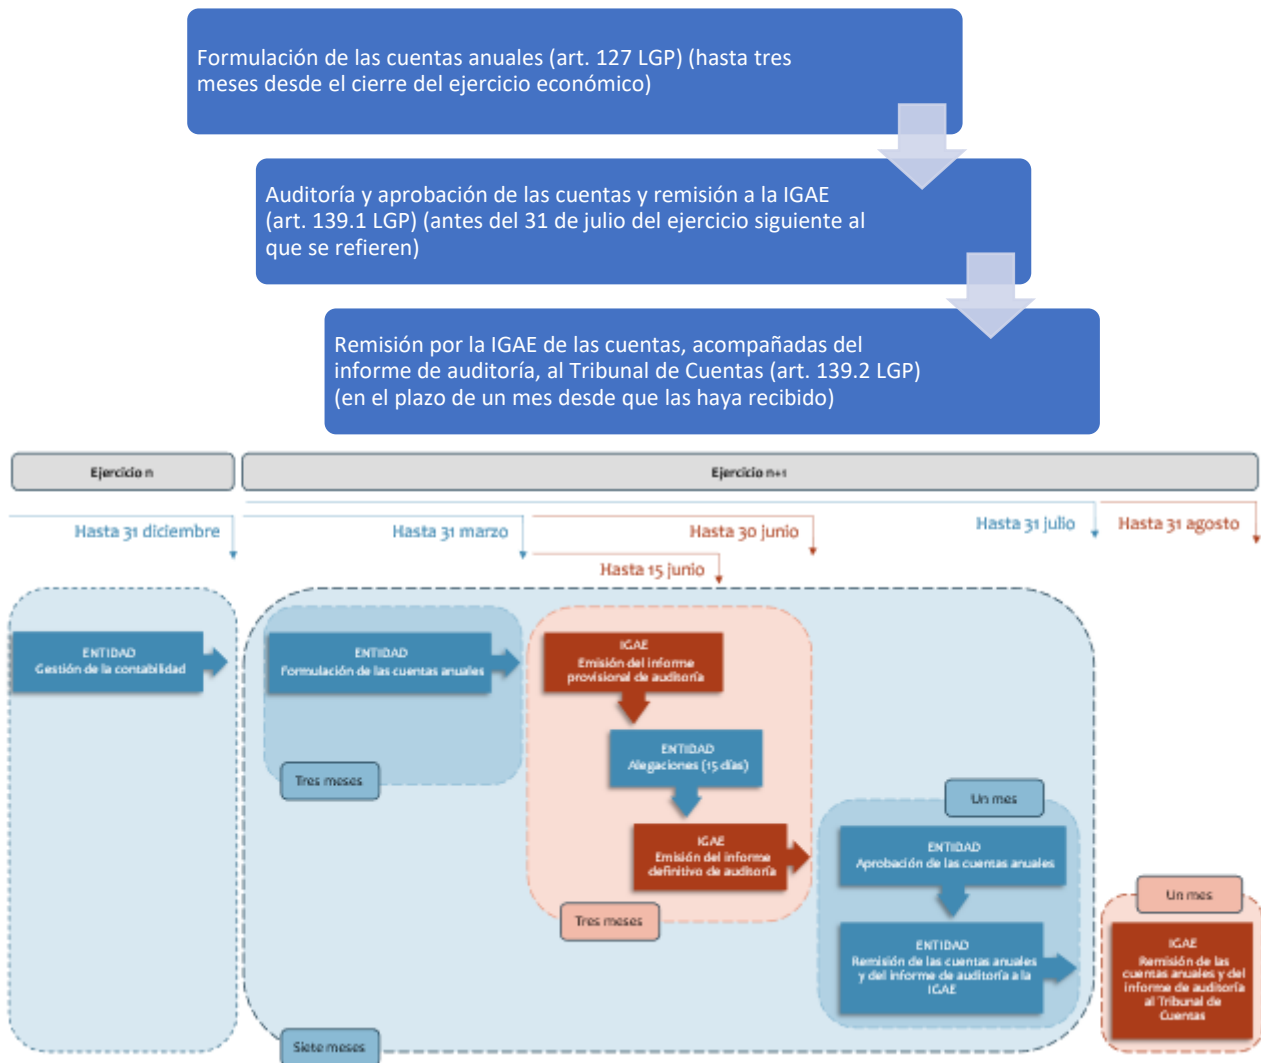 Formulación de las cuentas anuales (art. 127 LGP) (hasta tres
meses desde el cierre del ejercicio económico)
Auditoría y aprobación de las cuentas y remisión a la IGAE
(art. 139.1 LGP) (antes del 31 de julio del ejercicio siguiente al
que se refieren)
Remisión por la IGAE de las cuentas, acompañadas del
informe de auditoría, al Tribunal de Cuentas (art. 139.2 LGP)
(en el plazo de un mes desde que las haya recibido)
Ejercicio n
Ejercicio n+1
Hasta 31 diciembre
Hasta 31 marzo
Hasta 30 junio
Hasta 31 julio
Hasta 31 agosto
Hasta 15 junio
ENTIDAD
Gestión de la contabilidad
ENTIDAD
Formulación de las cuentas anuales
Tres meses
IGAE
Emisión del informe
provisional de auditoría
ENTIDAD
Alegaciones (15 días)
IGAE
Emisión del informe
definitivo de auditoría
Tres meses
Un mes
ENTIDAD
Aprobación de las cuentas anuales
ENTIDAD
Remisión de las cuentas anuales
y del informe de auditoría a la
IGAE
Un mes
IGAE
Remisión de las
cuentas anuales y del
informe de auditoría
al Tribunal de
Cuentas
Siete meses